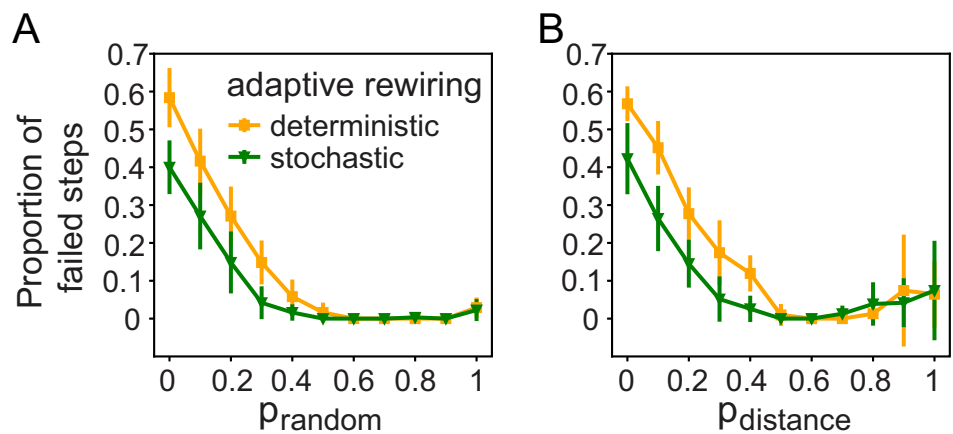 A
B
Proportion of
failed steps
0.7
0.6
0.5
0.4
0.3
0.2
0.1
0
adaptive rewiring
deterministic
stochastic
0 0.2 0.4 0.6 0.8 1
p_random
0.7
0.6
0.5
0.4
0.3
0.2
0.1
0
0 0.2 0.4 0.6 0.8 1
p_distance